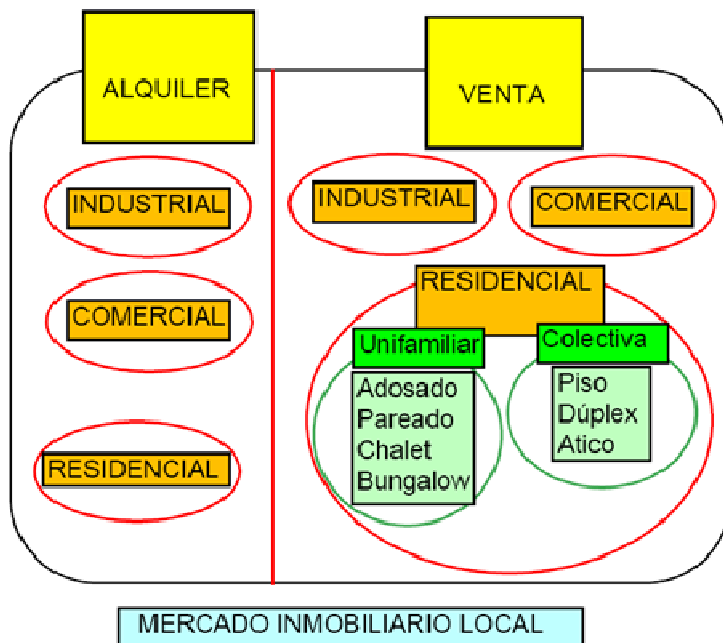 ALQUILER
VENTA
INDUSTRIAL
COMERCIAL
RESIDENCIAL
INDUSTRIAL
COMERCIAL
RESIDENCIAL
Unifamiliar
Adosado
Pareado
Chalet
Bungalow
Colectiva
Piso
Dúplex
Atico
MERCADO INMOBILIARIO LOCAL